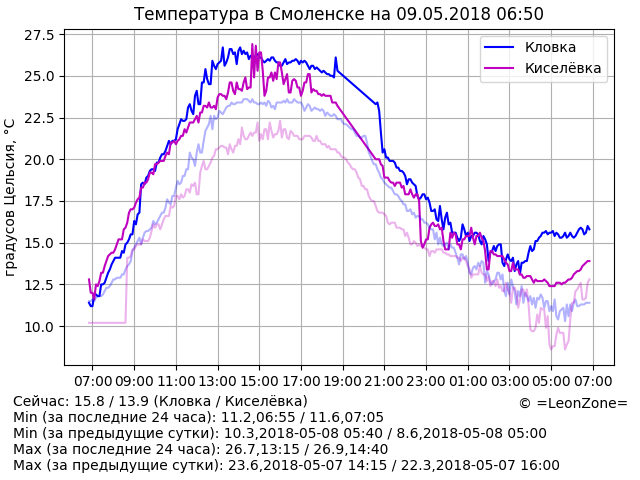 Температура в Смоленске на 09.05.2018 06:50
27.5
25.0
22.5
20.0
17.5
15.0
12.5
10.0
градусов Цельсия, °C
Кловка
Киселёвка
07:00 09:00 11:00 13:00 15:00 17:00 19:00 21:00 23:00 01:00 03:00 05:00 07:00
Сейчас: 15.8 / 13.9 (Кловка / Киселёвка)
© =LeonZone=
Min (за последние 24 часа): 11.2,06:55 / 11.6,07:05
Min (за предыдущие сутки): 10.3,2018-05-08 05:40 / 8.6,2018-05-08 05:00
Max (за последние 24 часа): 26.7,13:15 / 26.9,14:40
Max (за предыдущие сутки): 23.6,2018-05-07 14:15 / 22.3,2018-05-07 16:00